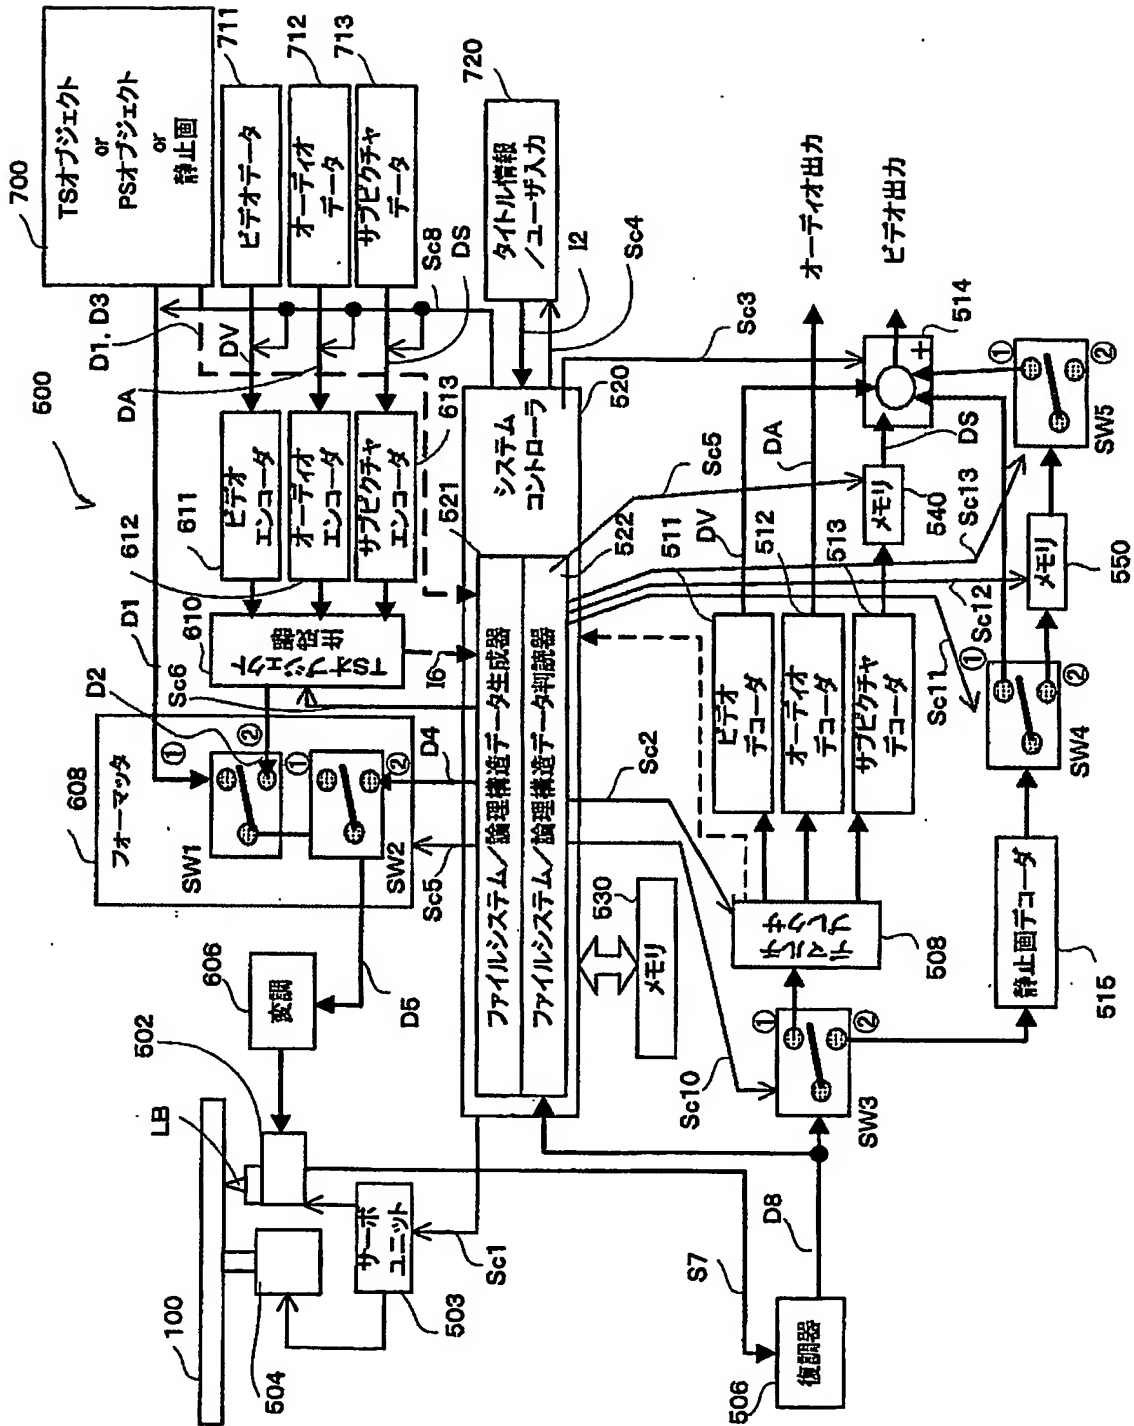 500
700
TSオブジェクト
or
PSオブジェクト
or
静止画
711
ビデオデータ
712
オーディオ
データ
713
サブピクチャ
データ
720
タイトル情報
/ユーザ入力
D1, D3
DV
DA
DS
Sc8
I2
Sc4
611
ビデオ
エンコーダ
612
オーディオ
エンコーダ
613
サブピクチャ
エンコーダ
610
TSオブジェクト
生成器
D1
D2
Sc6
I6
608
フォーマッタ
①
②
SW1
①
②
SW2
D4
Sc5
D5
606
変調
502
LB
100
504
サーボ
ユニット
503
Sc1
521
システム
コントローラ
520
ファイルシステム/論理構造データ生成器
ファイルシステム/論理構造データ判読器
522
530
メモリ
Sc2
Sc10
S7
D8
506
復調器
①
②
SW3
デマルチ
プレクサ
508
511
ビデオ
デコーダ
512
オーディオ
デコーダ
513
サブピクチャ
デコーダ
DV
DA
Sc5
Sc3
メモリ
540
DS
+
514
オーディオ出力
ビデオ出力
静止画デコーダ
515
①
②
SW4
Sc11
Sc12
Sc13
メモリ
550
①
②
SW5